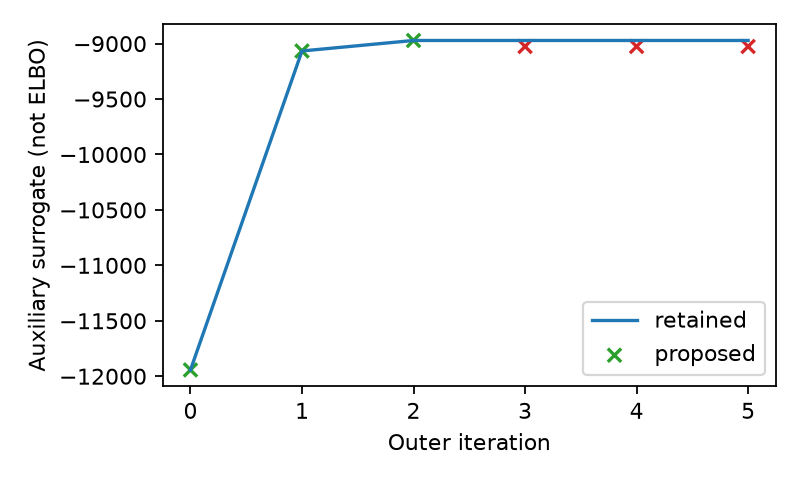 Auxiliary surrogate (not ELBO)
−9000
−9500
−10000
−10500
−11000
−11500
−12000
retained
proposed
0 1 2 3 4 5
Outer iteration